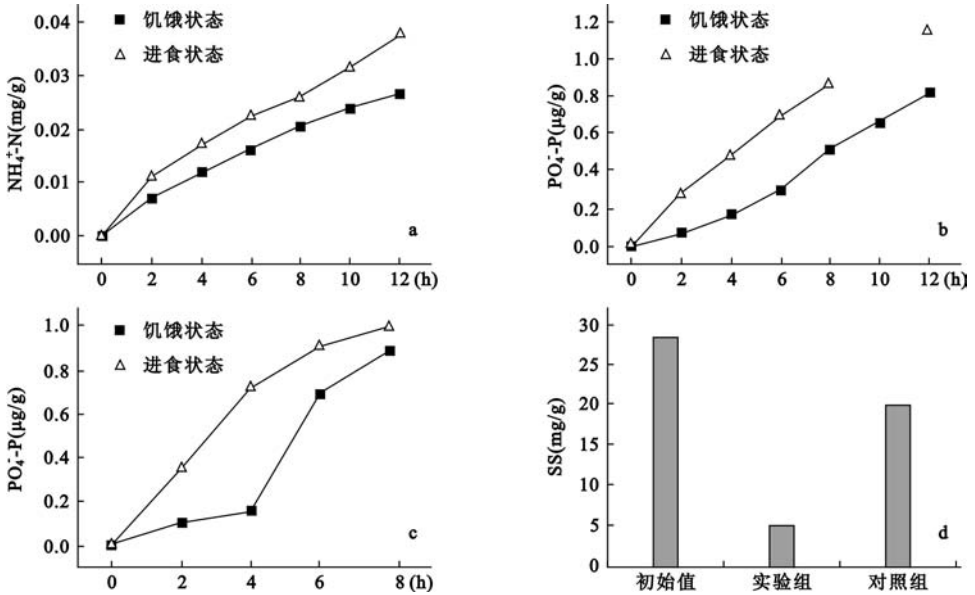 NH₄⁺-N(mg/g)
0.04
0.03
0.02
0.01
0.00
饥饿状态
进食状态
a
0 2 4 6 8 10 12 (h)
PO₄⁻-P(μg/g)
1.2
1.0
0.8
0.6
0.4
0.2
0.0
饥饿状态
进食状态
b
0 2 4 6 8 10 12 (h)
PO₄⁻-P(μg/g)
1.0
0.8
0.6
0.4
0.2
0.0
饥饿状态
进食状态
c
0 2 4 6 8 (h)
SS(mg/g)
30
25
20
15
10
5
0
d
初始值 实验组 对照组